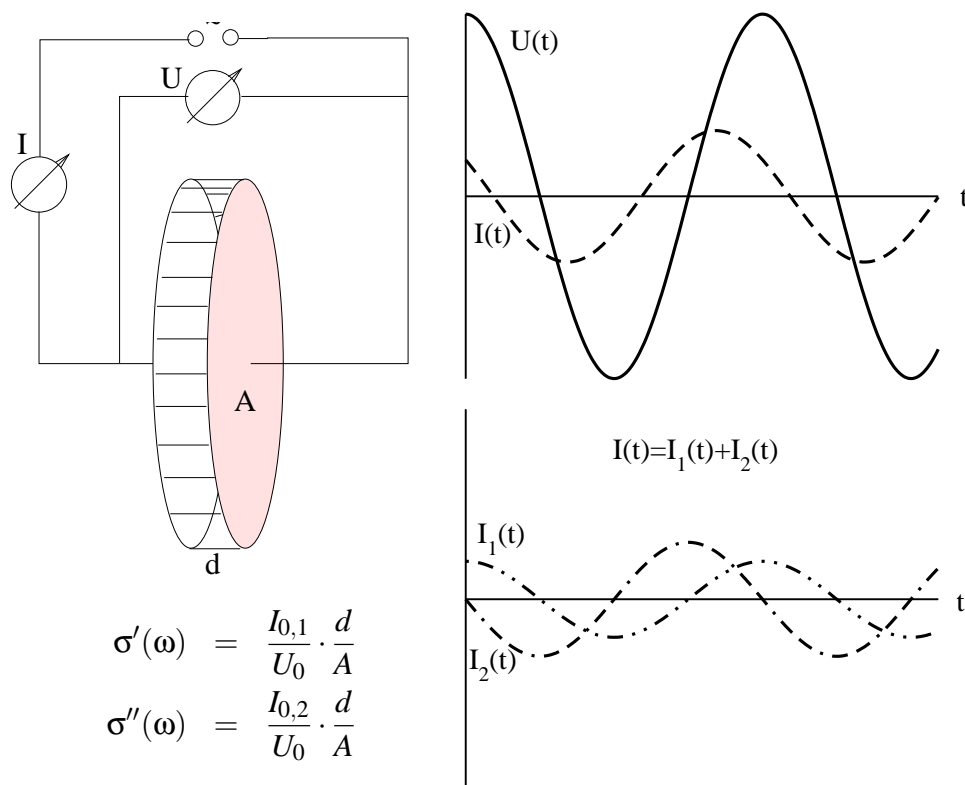 U
I
A
d
σ′(ω) = I₀,₁/U₀ · d/A
σ″(ω) = I₀,₂/U₀ · d/A
U(t)
t
I(t)
I(t)=I₁(t)+I₂(t)
I₁(t)
t
I₂(t)